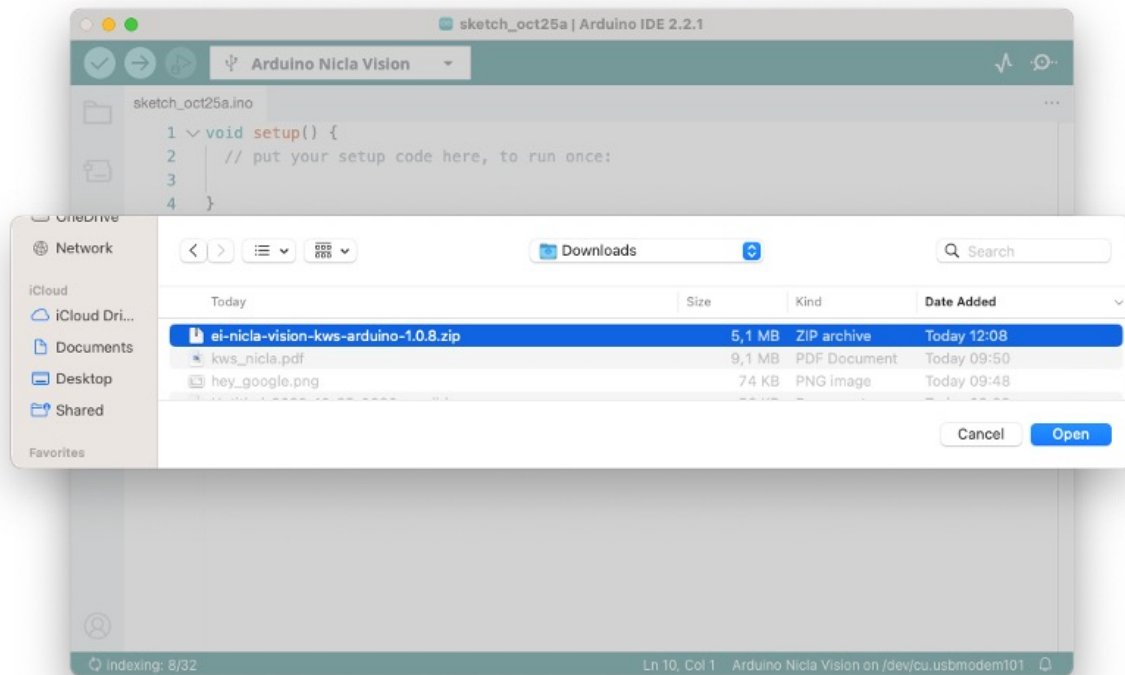 sketch_oct25a | Arduino IDE 2.2.1
Arduino Nicla Vision
sketch_oct25a.ino
1 void setup() {
2 // put your setup code here, to run once:
3
4 }
OneDrive
Network
Downloads
Search
iCloud
Today Size Kind Date Added
iCloud Dri...
ei-nicla-vision-kws-arduino-1.0.8.zip 5,1 MB ZIP archive Today 12:08
Documents
kws_nicla.pdf 9,1 MB PDF Document Today 09:50
Desktop
hey_google.png 74 KB PNG image Today 09:48
Shared
Cancel Open
Favorites
indexing: 8/32 Ln 10, Col 1 Arduino Nicla Vision on /dev/cu.usbmodem101